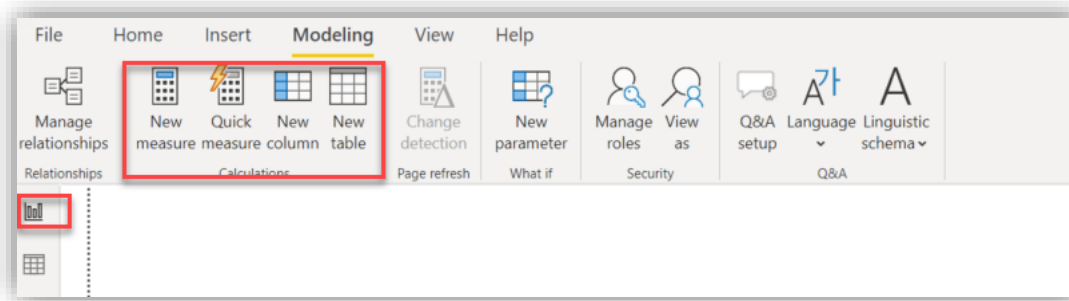 File Home Insert Modeling View Help
Manage relationships
New measure
Quick measure
New column
New table
Change detection
New parameter
Manage roles
View as
Q&A setup
Language
Linguistic schema
Relationships
Calculations
Page refresh
What if
Security
Q&A